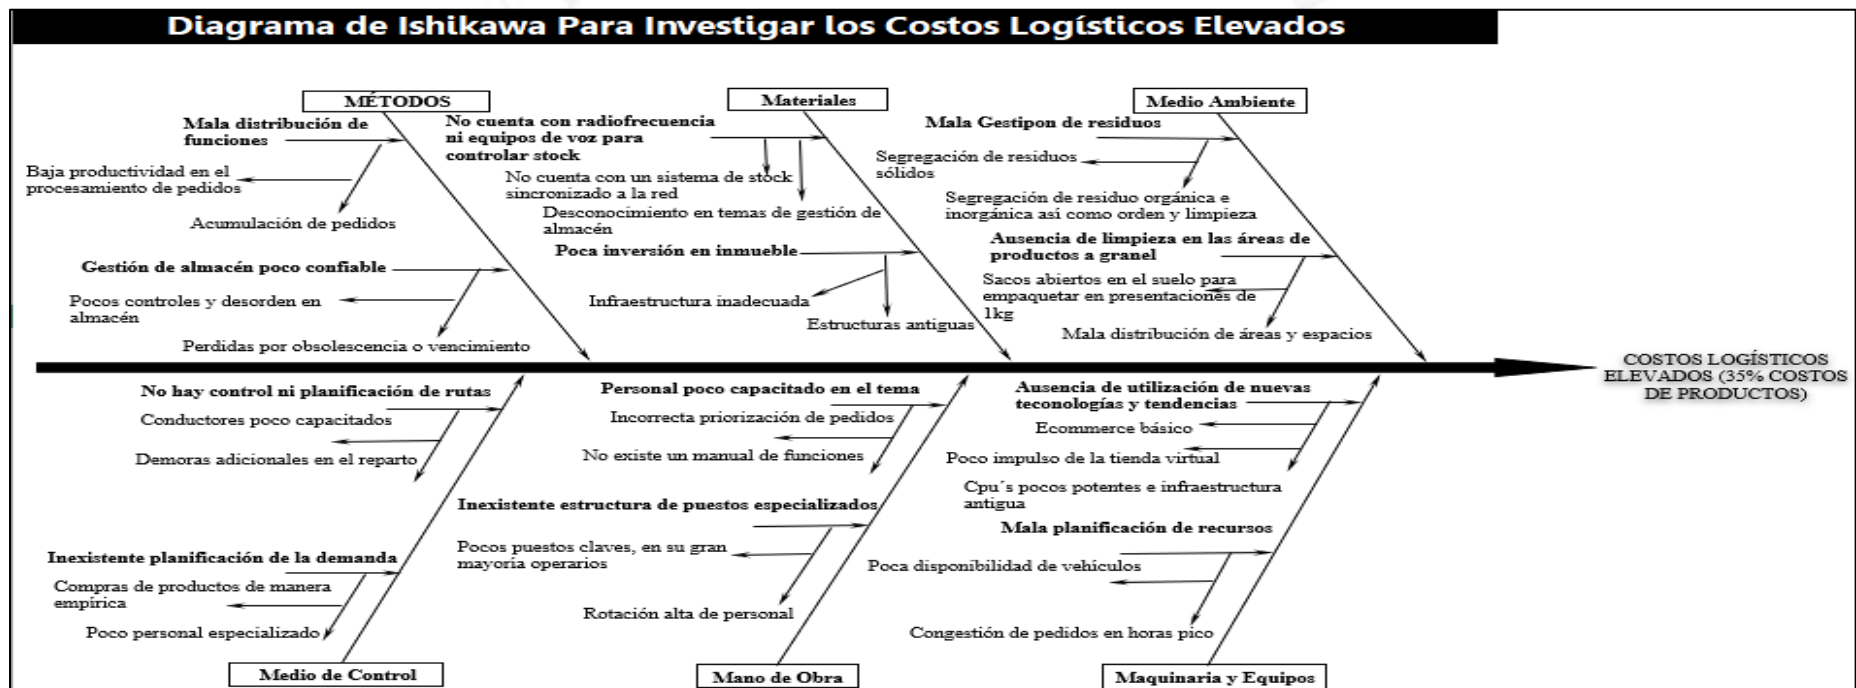 Diagrama de Ishikawa Para Investigar los Costos Logísticos Elevados
MÉTODOS
Mala distribución de
funciones
Baja productividad en el
procesamiento de pedidos
Acumulación de pedidos
Gestión de almacén poco confiable
Pocos controles y desorden en
almacén
Perdidas por obsolescencia o vencimiento
Materiales
No cuenta con radiofrecuencia
ni equipos de voz para
controlar stock
No cuenta con un sistema de stock
sincronizado a la red
Desconocimiento en temas de gestión de
almacén
Poca inversión en inmueble
Infraestructura inadecuada
Estructuras antiguas
Medio Ambiente
Mala Gestipon de residuos
Segregación de residuos
sólidos
Segregación de residuo orgánica e
inorgánica así como orden y limpieza
Ausencia de limpieza en las áreas de
productos a granel
Sacos abiertos en el suelo para
empaquetar en presentaciones de
1kg
Mala distribución de áreas y espacios
COSTOS LOGÍSTICOS
ELEVADOS (35% COSTOS
DE PRODUCTOS)
No hay control ni planificación de rutas
Conductores poco capacitados
Demoras adicionales en el reparto
Inexistente planificación de la demanda
Compras de productos de manera
empírica
Poco personal especializado
Medio de Control
Personal poco capacitado en el tema
Incorrecta priorización de pedidos
No existe un manual de funciones
Inexistente estructura de puestos especializados
Pocos puestos claves, en su gran
mayoría operarios
Rotación alta de personal
Mano de Obra
Ausencia de utilización de nuevas
teconologías y tendencias
Ecommerce básico
Poco impulso de la tienda virtual
Cpu´s pocos potentes e infraestructura
antigua
Mala planificación de recursos
Poca disponibilidad de vehículos
Congestión de pedidos en horas pico
Maquinaria y Equipos